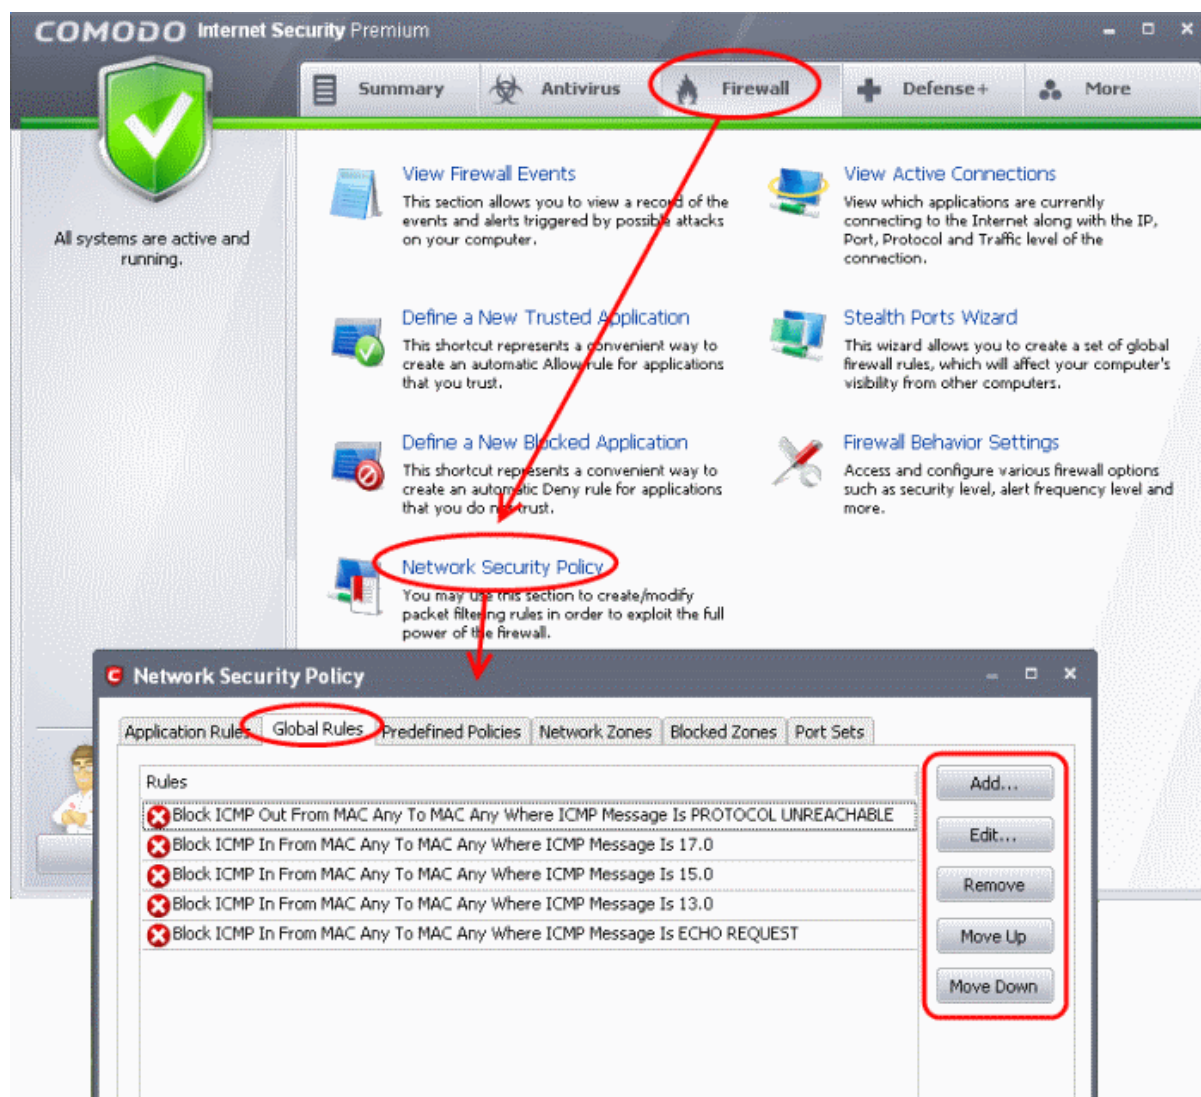 COMODO Internet Security Premium
Summary
Antivirus
Firewall
Defense+
More
All systems are active and
running.
View Firewall Events
This section allows you to view a record of the
events and alerts triggered by possible attacks
on your computer.
View Active Connections
View which applications are currently
connecting to the Internet along with the IP,
Port, Protocol and Traffic level of the
connection.
Define a New Trusted Application
This shortcut represents a convenient way to
create an automatic Allow rule for applications
that you trust.
Stealth Ports Wizard
This wizard allows you to create a set of global
firewall rules, which will affect your computer's
visibility from other computers.
Define a New Blocked Application
This shortcut represents a convenient way to
create an automatic Deny rule for applications
that you do not trust.
Firewall Behavior Settings
Access and configure various firewall options
such as security level, alert frequency level and
more.
Network Security Policy
You may use this section to create/modify
packet filtering rules in order to exploit the full
power of the firewall.
Network Security Policy
Application Rules
Global Rules
Predefined Policies
Network Zones
Blocked Zones
Port Sets
Rules
Block ICMP Out From MAC Any To MAC Any Where ICMP Message Is PROTOCOL UNREACHABLE
Block ICMP In From MAC Any To MAC Any Where ICMP Message Is 17.0
Block ICMP In From MAC Any To MAC Any Where ICMP Message Is 15.0
Block ICMP In From MAC Any To MAC Any Where ICMP Message Is 13.0
Block ICMP In From MAC Any To MAC Any Where ICMP Message Is ECHO REQUEST
Add...
Edit...
Remove
Move Up
Move Down